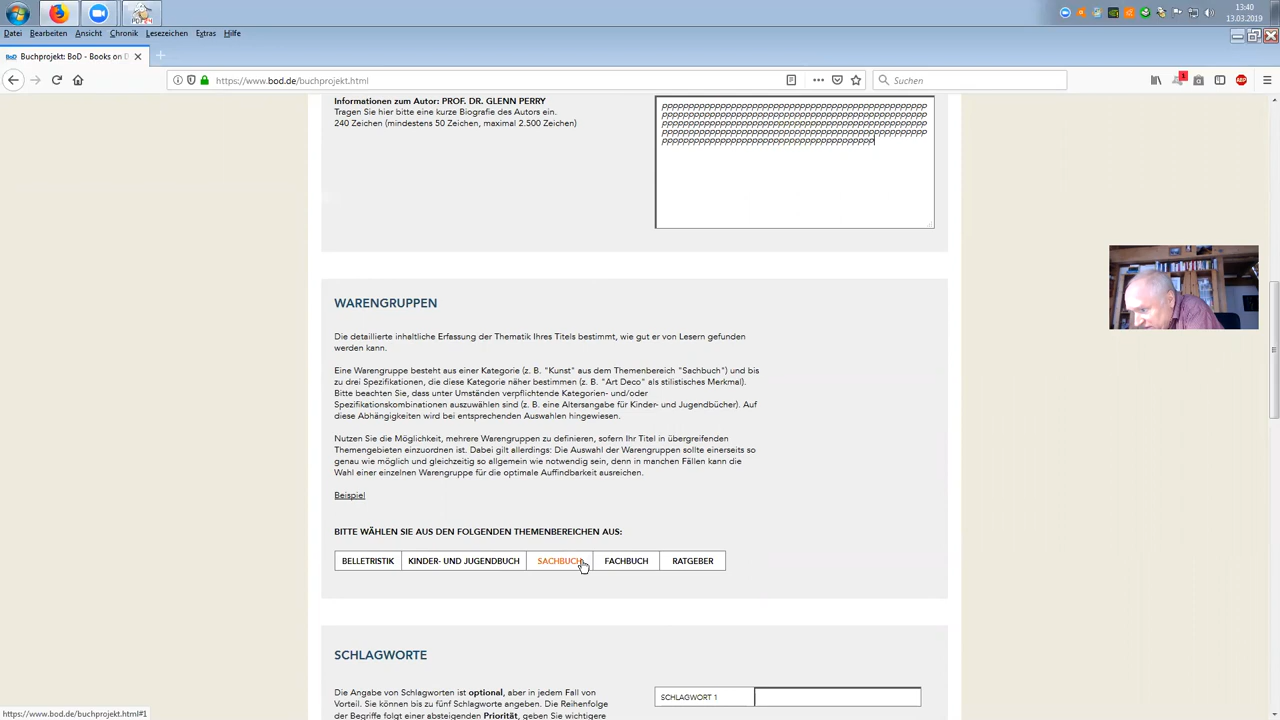 13:40
13.03.2019
Datei Bearbeiten Ansicht Chronik Lesezeichen Extras Hilfe
BoD Buchprojekt: BoD - Books on D
https://www.bod.de/buchprojekt.html
Suchen
1
ABP
Informationen zum Autor: PROF. DR. GLENN PERRY
Tragen Sie hier bitte eine kurze Biografie des Autors ein.
240 Zeichen (mindestens 50 Zeichen, maximal 2.500 Zeichen)
WARENGRUPPEN
Die detaillierte inhaltliche Erfassung der Thematik Ihres Titels bestimmt, wie gut er von Lesern gefunden
werden kann.
Eine Warengruppe besteht aus einer Kategorie (z. B. "Kunst" aus dem Themenbereich "Sachbuch") und bis
zu drei Spezifikationen, die diese Kategorie näher bestimmen (z. B. "Art Deco" als stilistisches Merkmal).
Bitte beachten Sie, dass unter Umständen verpflichtende Kategorien- und/oder
Spezifikationskombinationen auszuwählen sind (z. B. eine Altersangabe für Kinder- und Jugendbücher). Auf
diese Abhängigkeiten wird bei entsprechenden Auswahlen hingewiesen.
Nutzen Sie die Möglichkeit, mehrere Warengruppen zu definieren, sofern Ihr Titel in übergreifenden
Themengebieten einzuordnen ist. Dabei gilt allerdings: Die Auswahl der Warengruppen sollte einerseits so
genau wie möglich und gleichzeitig so allgemein wie notwendig sein, denn in manchen Fällen kann die
Wahl einer einzelnen Warengruppe für die optimale Auffindbarkeit ausreichen.
Beispiel
BITTE WÄHLEN SIE AUS DEN FOLGENDEN THEMENBEREICHEN AUS:
BELLETRISTIK KINDER- UND JUGENDBUCH SACHBUCH FACHBUCH RATGEBER
SCHLAGWORTE
Die Angabe von Schlagworten ist optional, aber in jedem Fall von
Vorteil. Sie können bis zu fünf Schlagworte angeben. Die Reihenfolge
der Begriffe folgt einer absteigenden Priorität, geben Sie wichtigere
SCHLAGWORT 1
https://www.bod.de/buchprojekt.html#1